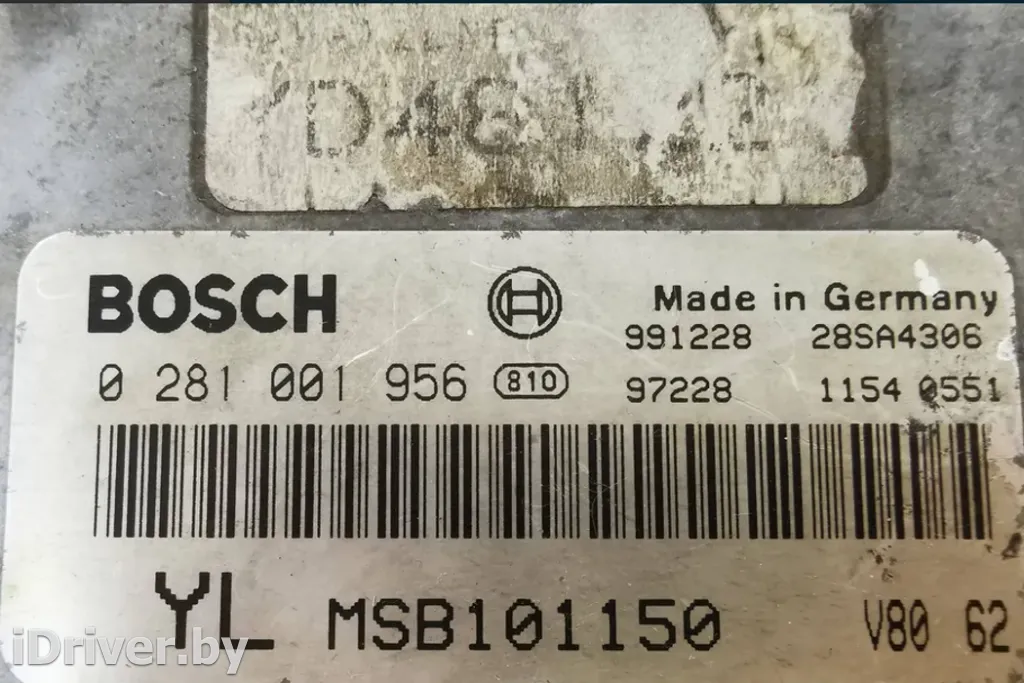 BOSCH
Made in Germany
991228 28SA4306
0 281 001 956 810
97228 1154 0551
YL MSB101150 V80 62
iDriver.by